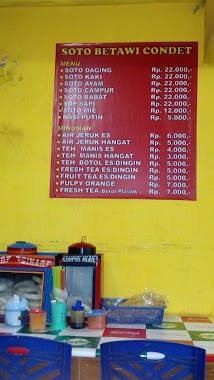 SOTO BETAWI CONDET
MENU
SOTO DAGING Rp. 22.000,-
SOTO KAKI Rp. 22.000,-
SOTO AYAM Rp. 22.000,-
SOTO CAMPUR Rp. 22.000,-
SOTO BABAT Rp. 22.000,-
SOP SAPI Rp. 22.000,-
SOTO MIE Rp. 12.000,-
NASI PUTIH Rp. 5.000,-
MINUMAN
AIR JERUK ES Rp. 6.000,-
AIR JERUK HANGAT Rp. 5.000,-
TEH MANIS ES Rp. 4.000,-
TEH MANIS HANGAT Rp. 3.000,-
TEH BOTOL ES/DINGIN Rp. 5.000,-
FRESH TEA ES/DINGIN Rp. 5.000,-
FRUIT TEA ES/DINGIN Rp. 5.000,-
PULPY ORANGE Rp. 7.000,-
FRESH TEA Botol Plastik Rp. 7.000,-